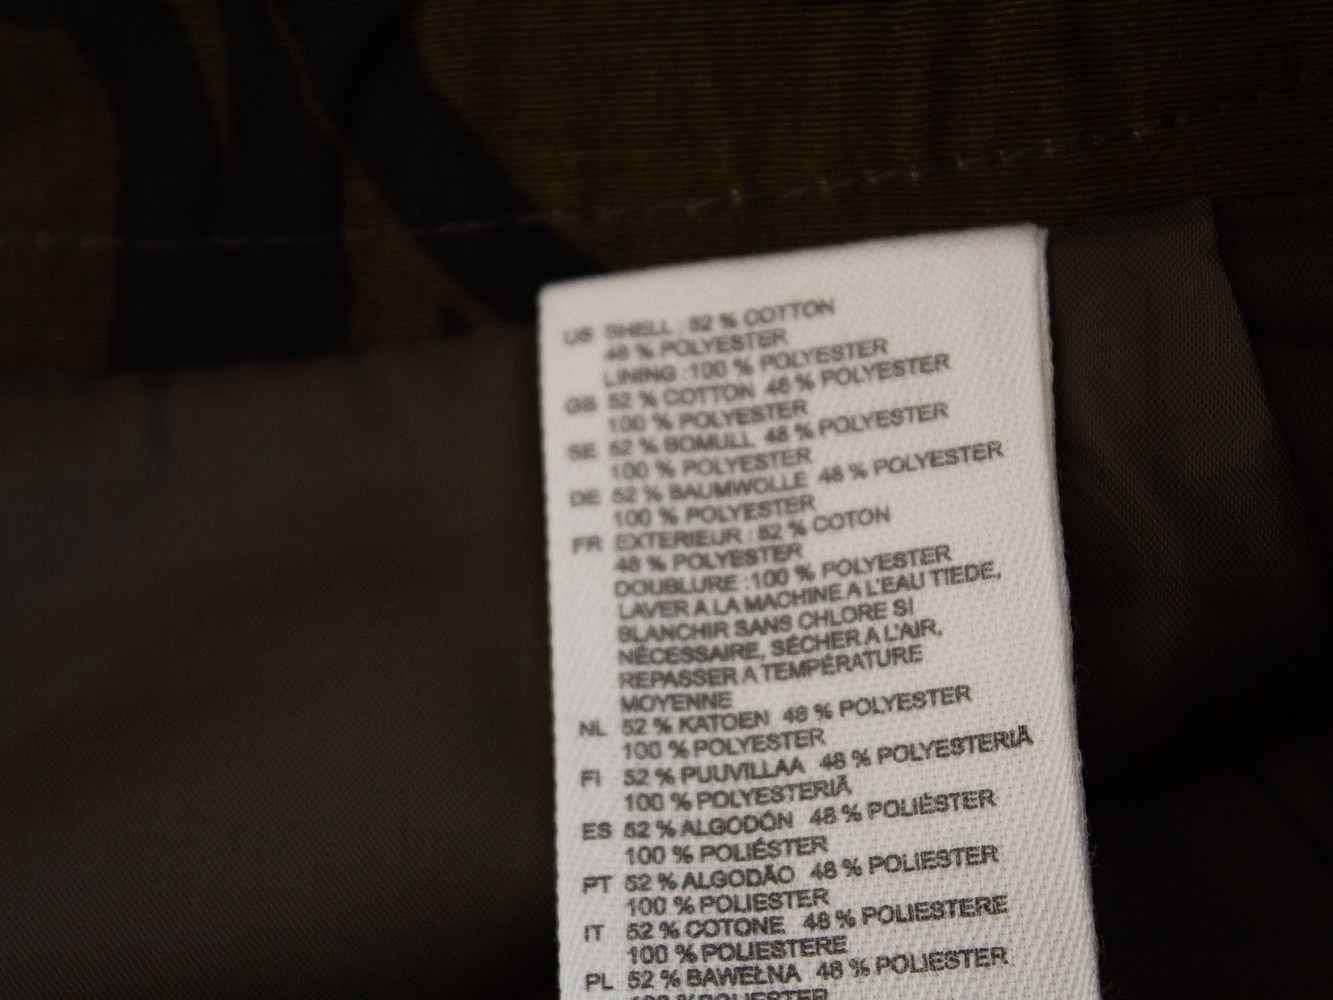 US SHELL : 52 % COTTON
48 % POLYESTER
LINING :100 % POLYESTER
GB 52 % COTTON 48 % POLYESTER
100 % POLYESTER
SE 52 % BOMULL 48 % POLYESTER
100 % POLYESTER
DE 52 % BAUMWOLLE 48 % POLYESTER
100 % POLYESTER
FR EXTERIEUR : 52 % COTON
48 % POLYESTER
DOUBLURE :100 % POLYESTER
LAVER A LA MACHINE A L'EAU TIEDE,
BLANCHIR SANS CHLORE SI
NÉCESSAIRE, SÉCHER A L'AIR,
REPASSER A TEMPÉRATURE
MOYENNE
NL 52 % KATOEN 48 % POLYESTER
100 % POLYESTER
FI 52 % PUUVILLAA 48 % POLYESTERIÄ
100 % POLYESTERIÄ
ES 52 % ALGODÓN 48 % POLIÉSTER
100 % POLIÉSTER
PT 52 % ALGODÃO 48 % POLIESTER
100 % POLIESTER
IT 52 % COTONE 48 % POLIESTERE
100 % POLIESTERE
PL 52 % BAWEŁNA 48 % POLIESTER
100 % POLIESTER